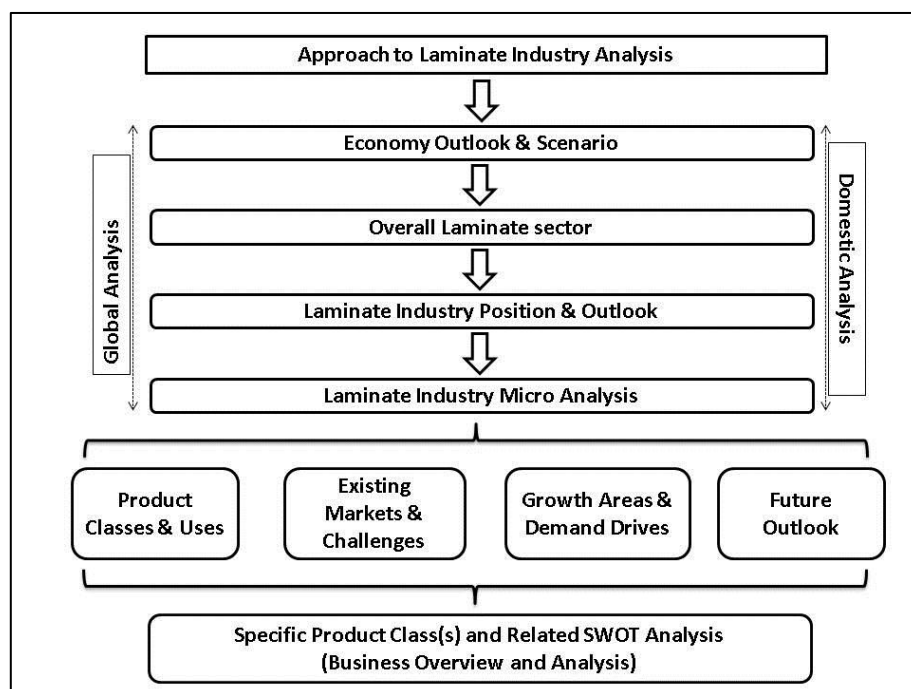 Approach to Laminate Industry Analysis
Economy Outlook & Scenario
Global Analysis
Domestic Analysis
Overall Laminate sector
Laminate Industry Position & Outlook
Laminate Industry Micro Analysis
Product
Classes & Uses
Existing
Markets &
Challenges
Growth Areas &
Demand Drives
Future
Outlook
Specific Product Class(s) and Related SWOT Analysis
(Business Overview and Analysis)